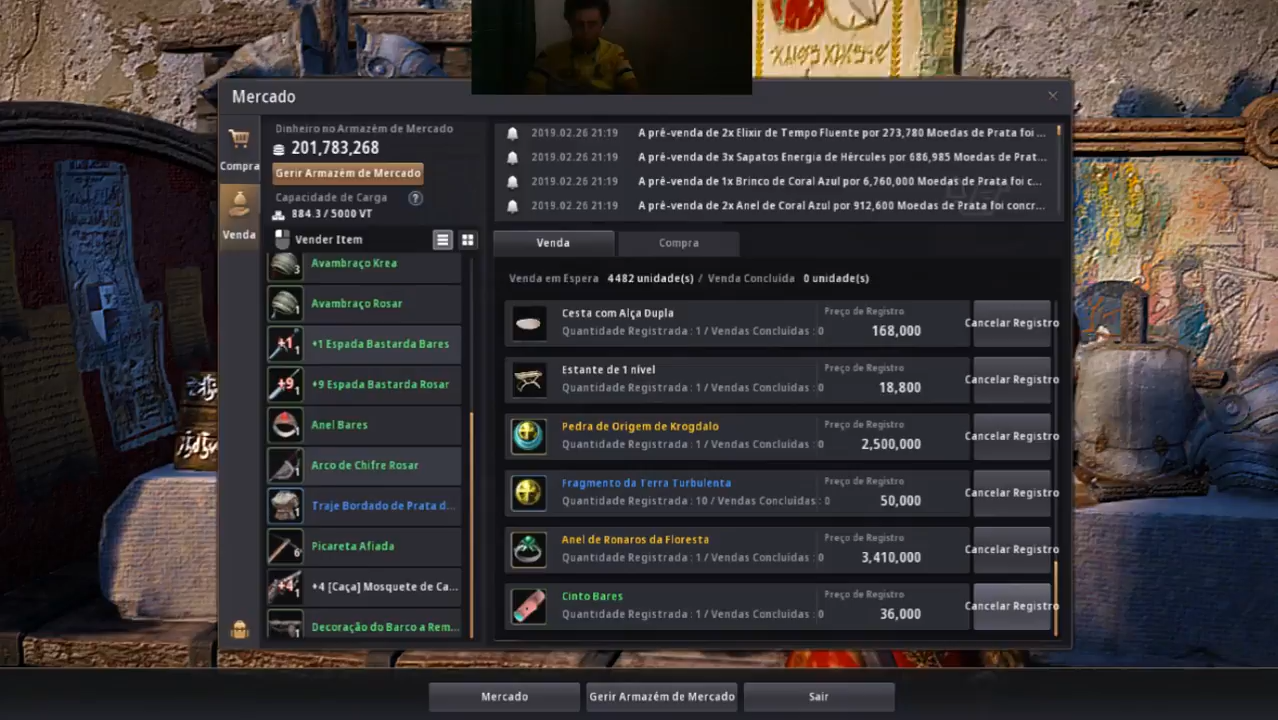 Mercado
Compra
Venda
Dinheiro no Armazém de Mercado
201,783,268
Gerir Armazém de Mercado
Capacidade de Carga
?
884.3 / 5000 VT
Vender Item
3 Avambraço Krea
1 Avambraço Rosar
+1 1 +1 Espada Bastarda Bares
+9 1 +9 Espada Bastarda Rosar
1 Anel Bares
1 Arco de Chifre Rosar
1 Traje Bordado de Prata d...
6 Picareta Afiada
+4 1 +4 [Caça] Mosquete de Ca...
1 Decoração do Barco a Rem...
2019.02.26 21:19 A pré-venda de 2x Elixir de Tempo Fluente por 273,780 Moedas de Prata foi ...
2019.02.26 21:19 A pré-venda de 3x Sapatos Energia de Hércules por 686,985 Moedas de Prat...
2019.02.26 21:19 A pré-venda de 1x Brinco de Coral Azul por 6,760,000 Moedas de Prata foi c...
2019.02.26 21:19 A pré-venda de 2x Anel de Coral Azul por 912,600 Moedas de Prata foi concr...
Venda Compra
Venda em Espera 4482 unidade(s) / Venda Concluída 0 unidade(s)
Cesta com Alça Dupla
Quantidade Registrada : 1 / Vendas Concluídas : 0
Preço de Registro
168,000
Cancelar Registro
Estante de 1 nível
Quantidade Registrada : 1 / Vendas Concluídas : 0
Preço de Registro
18,800
Cancelar Registro
Pedra de Origem de Krogdalo
Quantidade Registrada : 1 / Vendas Concluídas : 0
Preço de Registro
2,500,000
Cancelar Registro
Fragmento da Terra Turbulenta
Quantidade Registrada : 10 / Vendas Concluídas : 0
Preço de Registro
50,000
Cancelar Registro
Anel de Ronaros da Floresta
Quantidade Registrada : 1 / Vendas Concluídas : 0
Preço de Registro
3,410,000
Cancelar Registro
Cinto Bares
Quantidade Registrada : 1 / Vendas Concluídas : 0
Preço de Registro
36,000
Cancelar Registro
Mercado Gerir Armazém de Mercado Sair